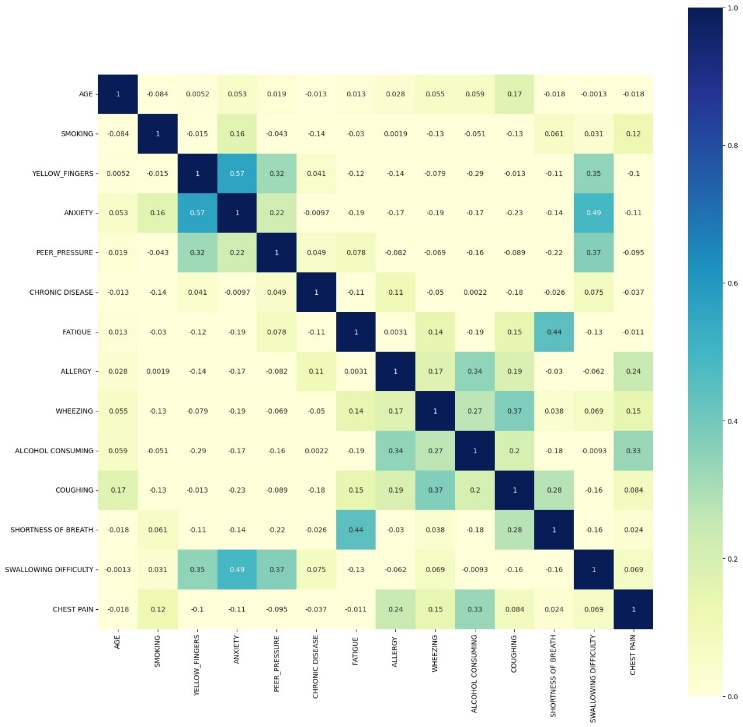 1.0
AGE 1 -0.084 0.0052 0.053 0.019 -0.013 0.013 0.028 0.055 0.059 0.17 -0.018 -0.0013 -0.018
SMOKING -0.084 1 -0.015 0.16 -0.043 -0.14 -0.03 0.0019 -0.13 -0.051 -0.13 0.061 0.031 0.12
0.8
YELLOW_FINGERS 0.0052 -0.015 1 0.57 0.32 0.041 -0.12 -0.14 -0.079 -0.29 -0.013 -0.11 0.35 -0.1
ANXIETY 0.053 0.16 0.57 1 0.22 -0.0097 -0.19 -0.17 -0.19 -0.17 -0.23 -0.14 0.49 -0.11
PEER_PRESSURE 0.019 -0.043 0.32 0.22 1 0.049 0.078 -0.082 -0.069 -0.16 -0.089 -0.22 0.37 -0.095
0.6
CHRONIC DISEASE -0.013 -0.14 0.041 -0.0097 0.049 1 -0.11 0.11 -0.05 0.0022 -0.18 -0.026 0.075 -0.037
FATIGUE 0.013 -0.03 -0.12 -0.19 0.078 -0.11 1 0.0031 0.14 -0.19 0.15 0.44 -0.13 -0.011
ALLERGY 0.028 0.0019 -0.14 -0.17 -0.082 0.11 0.0031 1 0.17 0.34 0.19 -0.03 -0.062 0.24
WHEEZING 0.055 -0.13 -0.079 -0.19 -0.069 -0.05 0.14 0.17 1 0.27 0.37 0.038 0.069 0.15
0.4
ALCOHOL CONSUMING 0.059 -0.051 -0.29 -0.17 -0.16 0.0022 -0.19 0.34 0.27 1 0.2 -0.18 -0.0093 0.33
COUGHING 0.17 -0.13 -0.013 -0.23 -0.089 -0.18 0.15 0.19 0.37 0.2 1 0.28 -0.16 0.084
SHORTNESS OF BREATH -0.018 0.061 -0.11 -0.14 -0.22 -0.026 0.44 -0.03 0.038 -0.18 0.28 1 -0.16 0.024
0.2
SWALLOWING DIFFICULTY -0.0013 0.031 0.35 0.49 0.37 0.075 -0.13 -0.062 0.069 -0.0093 -0.16 -0.16 1 0.069
CHEST PAIN -0.018 0.12 -0.1 -0.11 -0.095 -0.037 -0.011 0.24 0.15 0.33 0.084 0.024 0.069 1
0.0
AGE
SMOKING
YELLOW_FINGERS
ANXIETY
PEER_PRESSURE
CHRONIC DISEASE
FATIGUE
ALLERGY
WHEEZING
ALCOHOL CONSUMING
COUGHING
SHORTNESS OF BREATH
SWALLOWING DIFFICULTY
CHEST PAIN